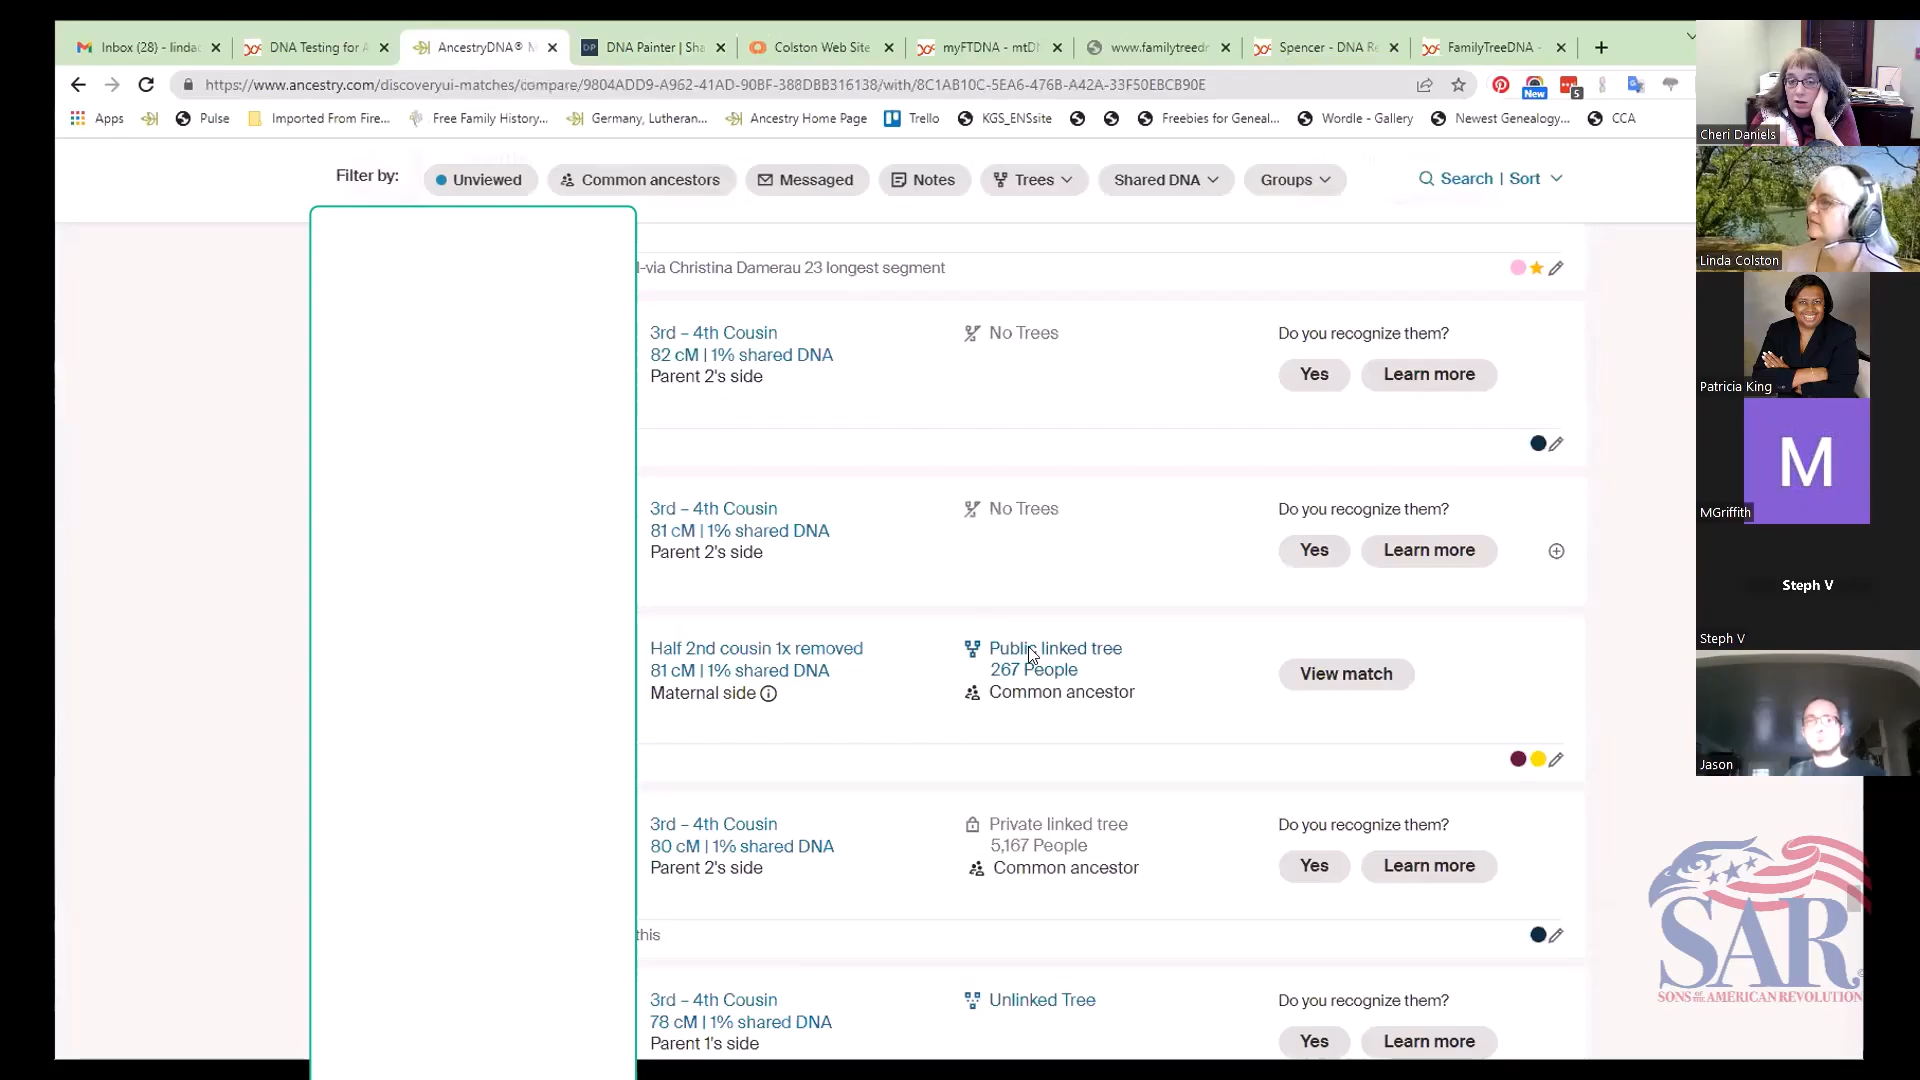 Inbox (28) - lindac
DNA Testing for A
AncestryDNA® M
DNA Painter | Sha
Colston Web Site
myFTDNA - mtD
www.familytreed
Spencer - DNA Re
FamilyTreeDNA -
https://www.ancestry.com/discoveryui-matches/compare/9804ADD9-A962-41AD-90BF-388DBB316138/with/8C1AB10C-5EA6-476B-A42A-33F50EBCB90E
New
5
Apps
Pulse
Imported From Fire...
Free Family History...
Germany, Lutheran...
Ancestry Home Page
Trello
KGS_ENSsite
Freebies for Geneal...
Wordle - Gallery
Newest Genealogy...
CCA
Filter by:
Unviewed
Common ancestors
Messaged
Notes
Trees
Shared DNA
Groups
Search | Sort
-via Christina Damerau 23 longest segment
3rd – 4th Cousin
82 cM | 1% shared DNA
Parent 2's side
No Trees
Do you recognize them?
Yes
Learn more
3rd – 4th Cousin
81 cM | 1% shared DNA
Parent 2's side
No Trees
Do you recognize them?
Yes
Learn more
Half 2nd cousin 1x removed
81 cM | 1% shared DNA
Maternal side
Public linked tree
267 People
Common ancestor
View match
3rd – 4th Cousin
80 cM | 1% shared DNA
Parent 2's side
Private linked tree
5,167 People
Common ancestor
Do you recognize them?
Yes
Learn more
this
3rd – 4th Cousin
78 cM | 1% shared DNA
Parent 1's side
Unlinked Tree
Do you recognize them?
Yes
Learn more
Cheri Daniels
Linda Colston
Patricia King
M
MGriffith
Steph V
Steph V
Jason
SAR
SONS OF THE AMERICAN REVOLUTION